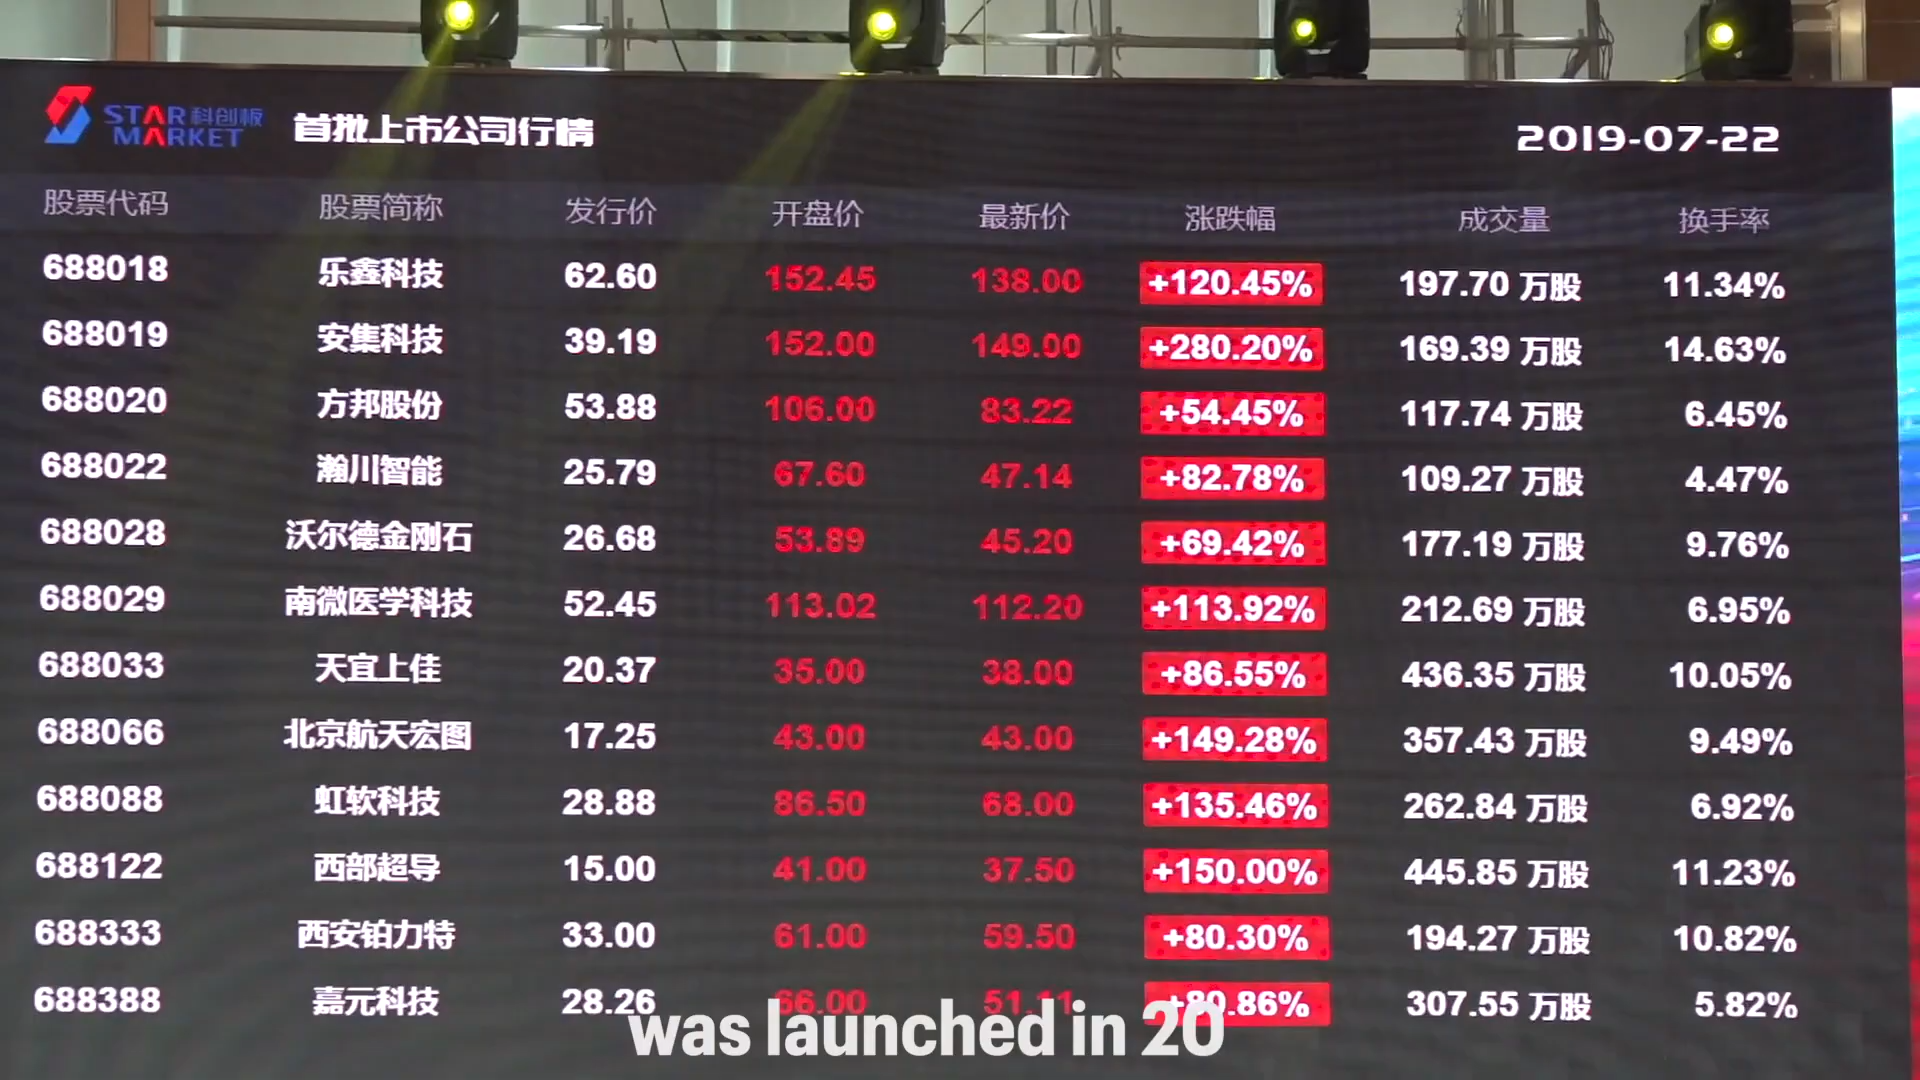 STAR科创板
MARKET
首批上市公司行情
2019-07-22
股票代码 股票简称 发行价 开盘价 最新价 涨跌幅 成交量 换手率
688018 乐鑫科技 62.60 152.45 138.00 +120.45% 197.70 万股 11.34%
688019 安集科技 39.19 152.00 149.00 +280.20% 169.39 万股 14.63%
688020 方邦股份 53.88 106.00 83.22 +54.45% 117.74 万股 6.45%
688022 瀚川智能 25.79 67.60 47.14 +82.78% 109.27 万股 4.47%
688028 沃尔德金刚石 26.68 53.89 45.20 +69.42% 177.19 万股 9.76%
688029 南微医学科技 52.45 113.02 112.20 +113.92% 212.69 万股 6.95%
688033 天宜上佳 20.37 35.00 38.00 +86.55% 436.35 万股 10.05%
688066 北京航天宏图 17.25 43.00 43.00 +149.28% 357.43 万股 9.49%
688088 虹软科技 28.88 86.50 68.00 +135.46% 262.84 万股 6.92%
688122 西部超导 15.00 41.00 37.50 +150.00% 445.85 万股 11.23%
688333 西安铂力特 33.00 61.00 59.50 +80.30% 194.27 万股 10.82%
688388 嘉元科技 28.26 66.00 51.11 +80.86% 307.55 万股 5.82%
was launched in 20